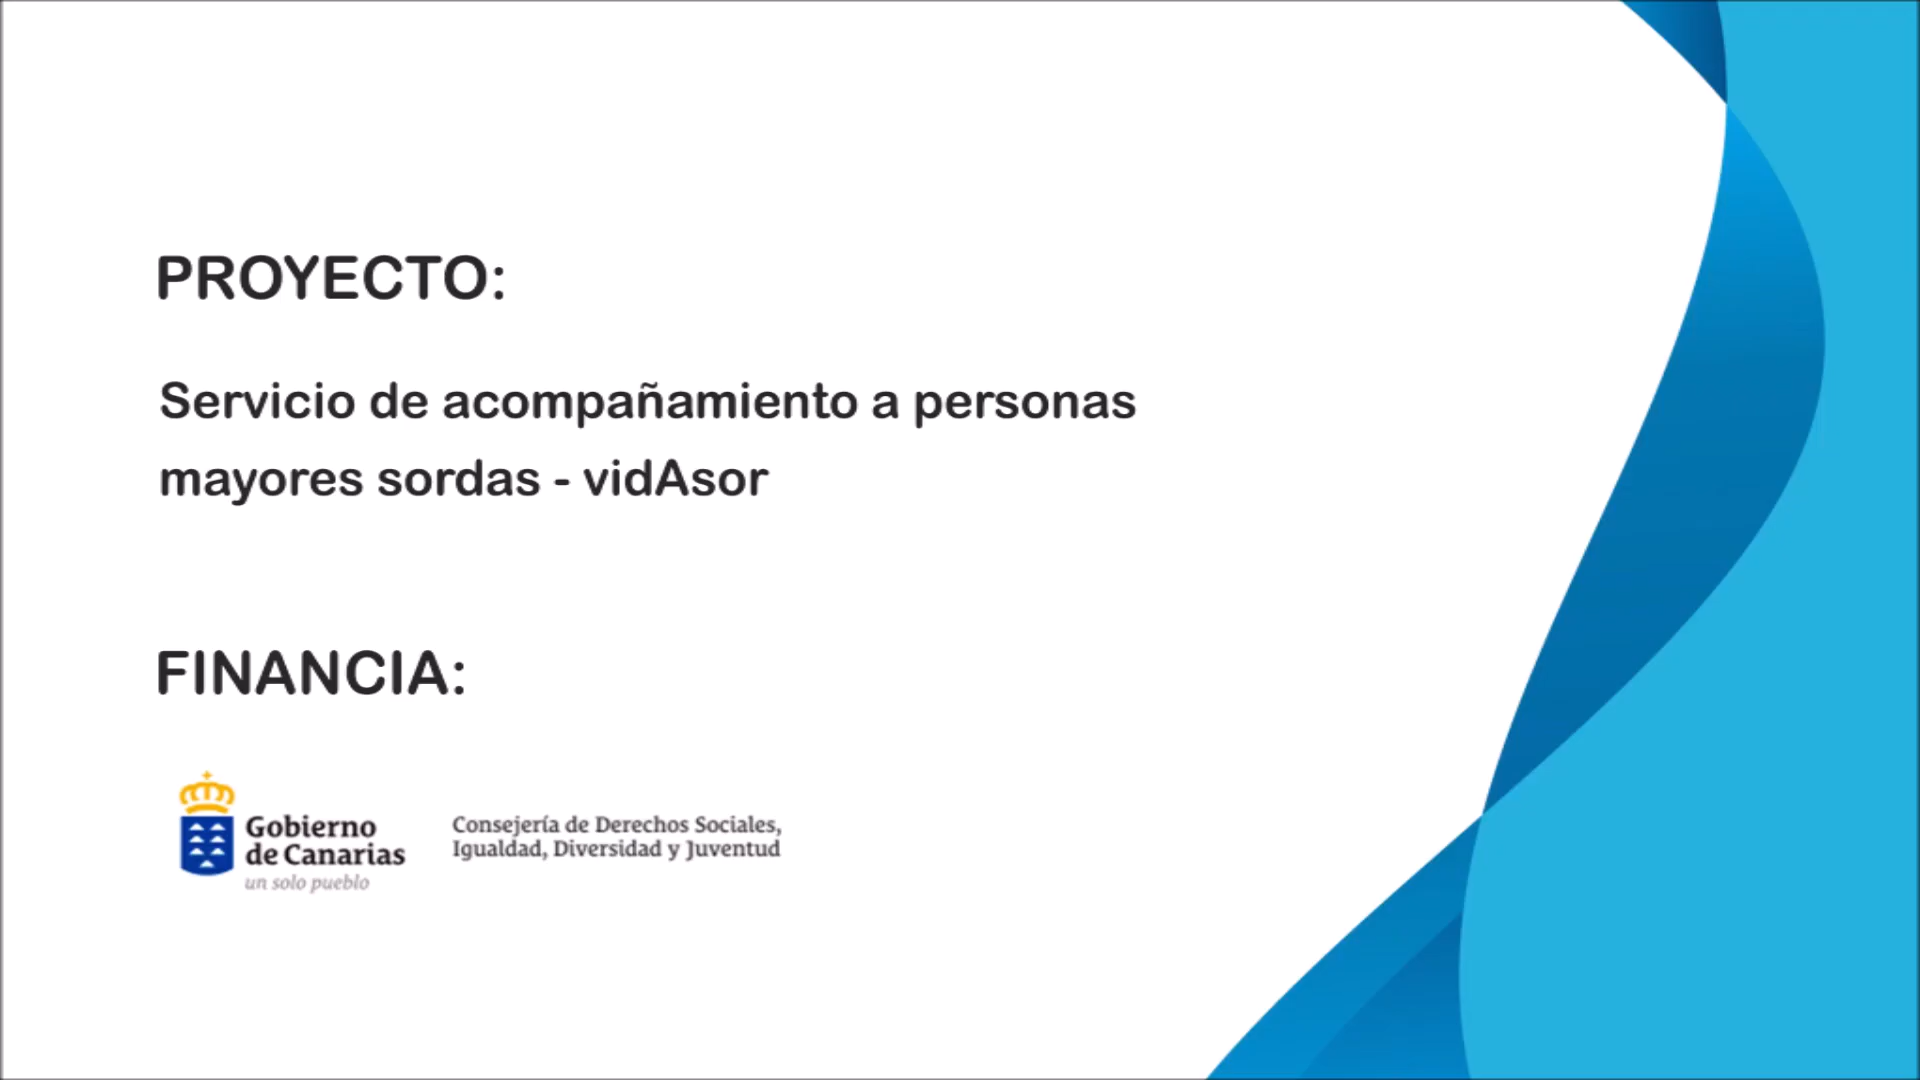 PROYECTO:
Servicio de acompañamiento a personas
mayores sordas - vidAsor
FINANCIA:
Gobierno
de Canarias
un solo pueblo
Consejería de Derechos Sociales,
Igualdad, Diversidad y Juventud